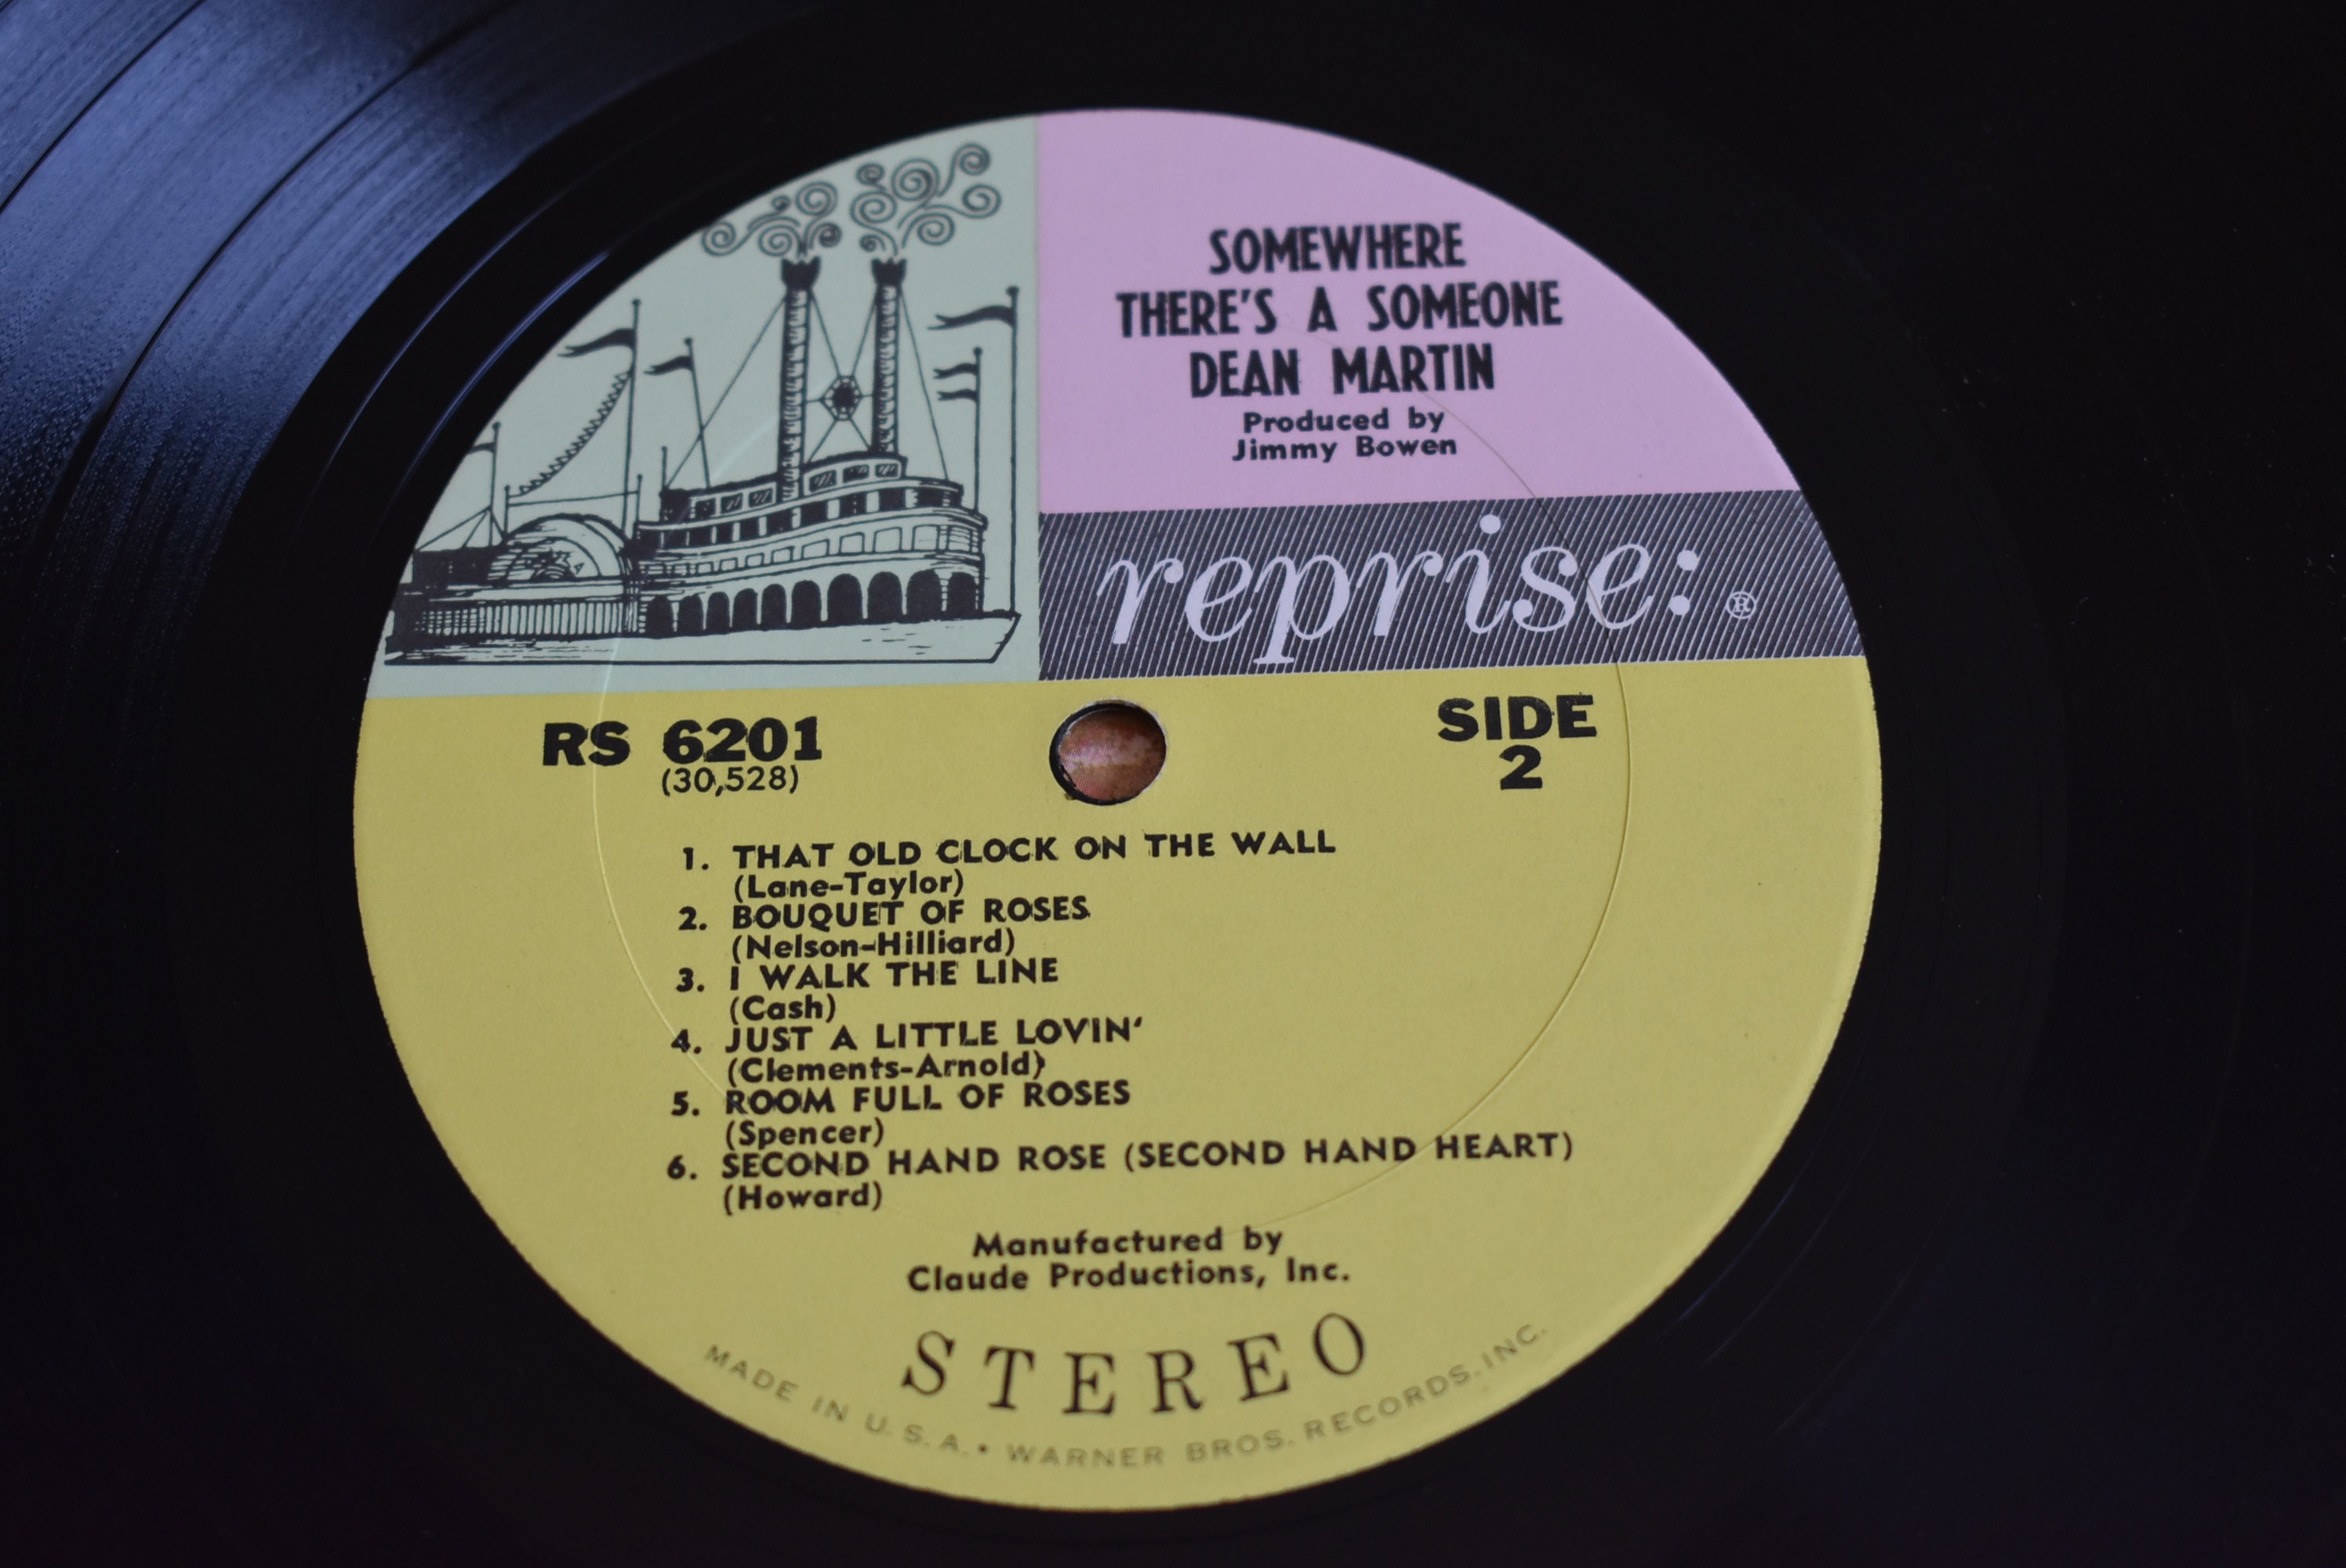 SOMEWHERE
THERE'S A SOMEONE
DEAN MARTIN
Produced by
Jimmy Bowen
reprise: ®
RS 6201
(30,528)
SIDE
2
1. THAT OLD CLOCK ON THE WALL
(Lane-Taylor)
2. BOUQUET OF ROSES
(Nelson-Hilliard)
3. I WALK THE LINE
(Cash)
4. JUST A LITTLE LOVIN'
(Clements-Arnold)
5. ROOM FULL OF ROSES
(Spencer)
6. SECOND HAND ROSE (SECOND HAND HEART)
(Howard)
Manufactured by
Claude Productions, Inc.
STEREO
MADE IN U.S.A. • WARNER BROS. RECORDS. INC.